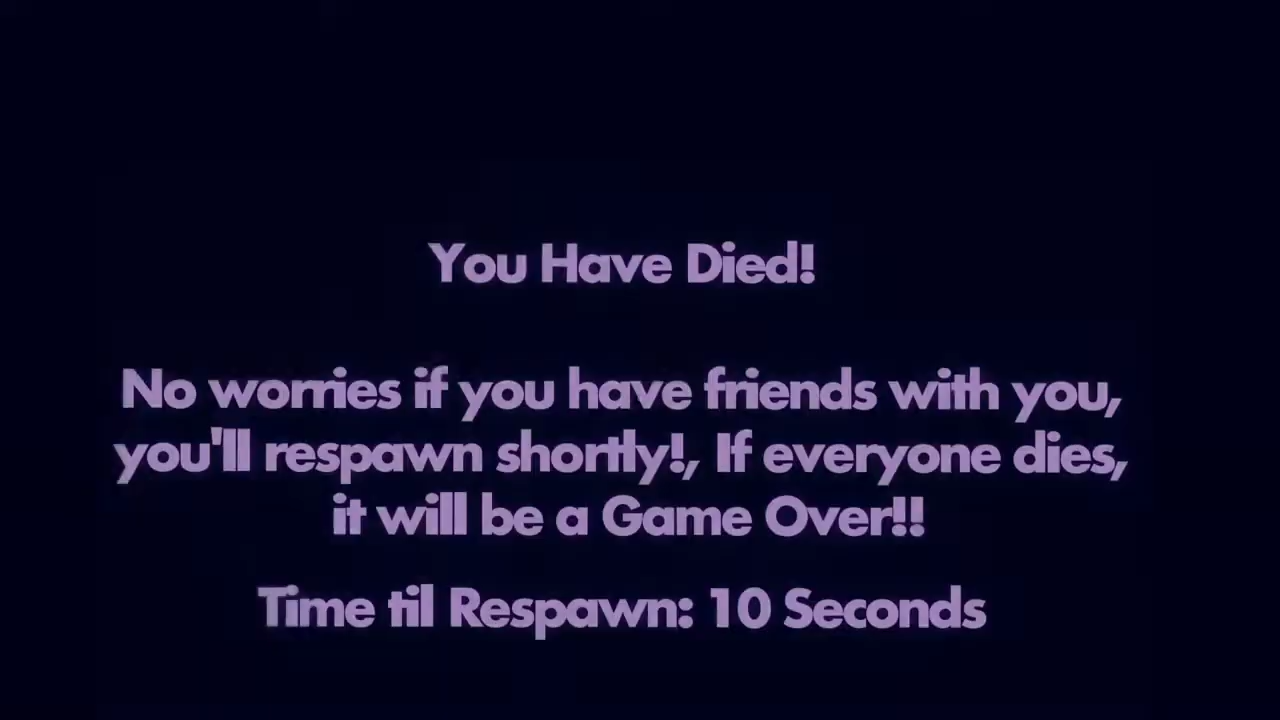 You Have Died!
No worries if you have friends with you,
you'll respawn shortly!, If everyone dies,
it will be a Game Over!!
Time til Respawn: 10 Seconds